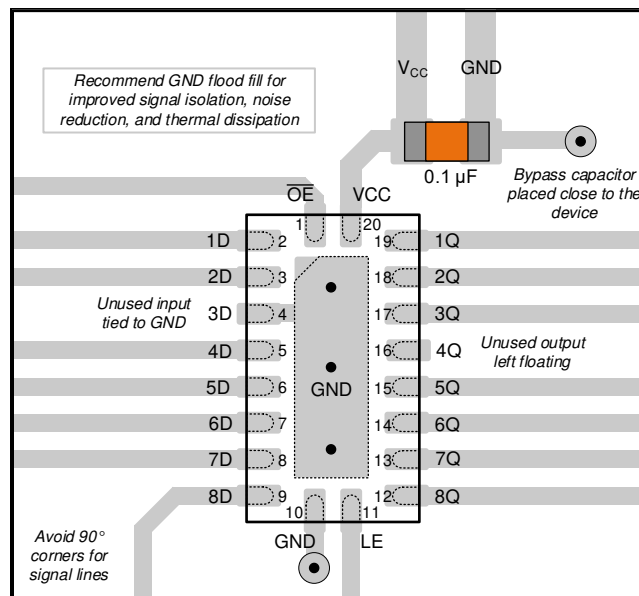 Recommend GND flood fill for
improved signal isolation, noise
reduction, and thermal dissipation
VCC GND
0.1 µF
Bypass capacitor
placed close to the
device
OE VCC
1 20
1D 2 19 1Q
2D 3 18 2Q
Unused input
tied to GND
3D 4 17 3Q
4D 5 16 4Q
Unused output
left floating
5D 6 GND 15 5Q
6D 7 14 6Q
7D 8 13 7Q
8D 9 12 8Q
10 11
GND LE
Avoid 90°
corners for
signal lines